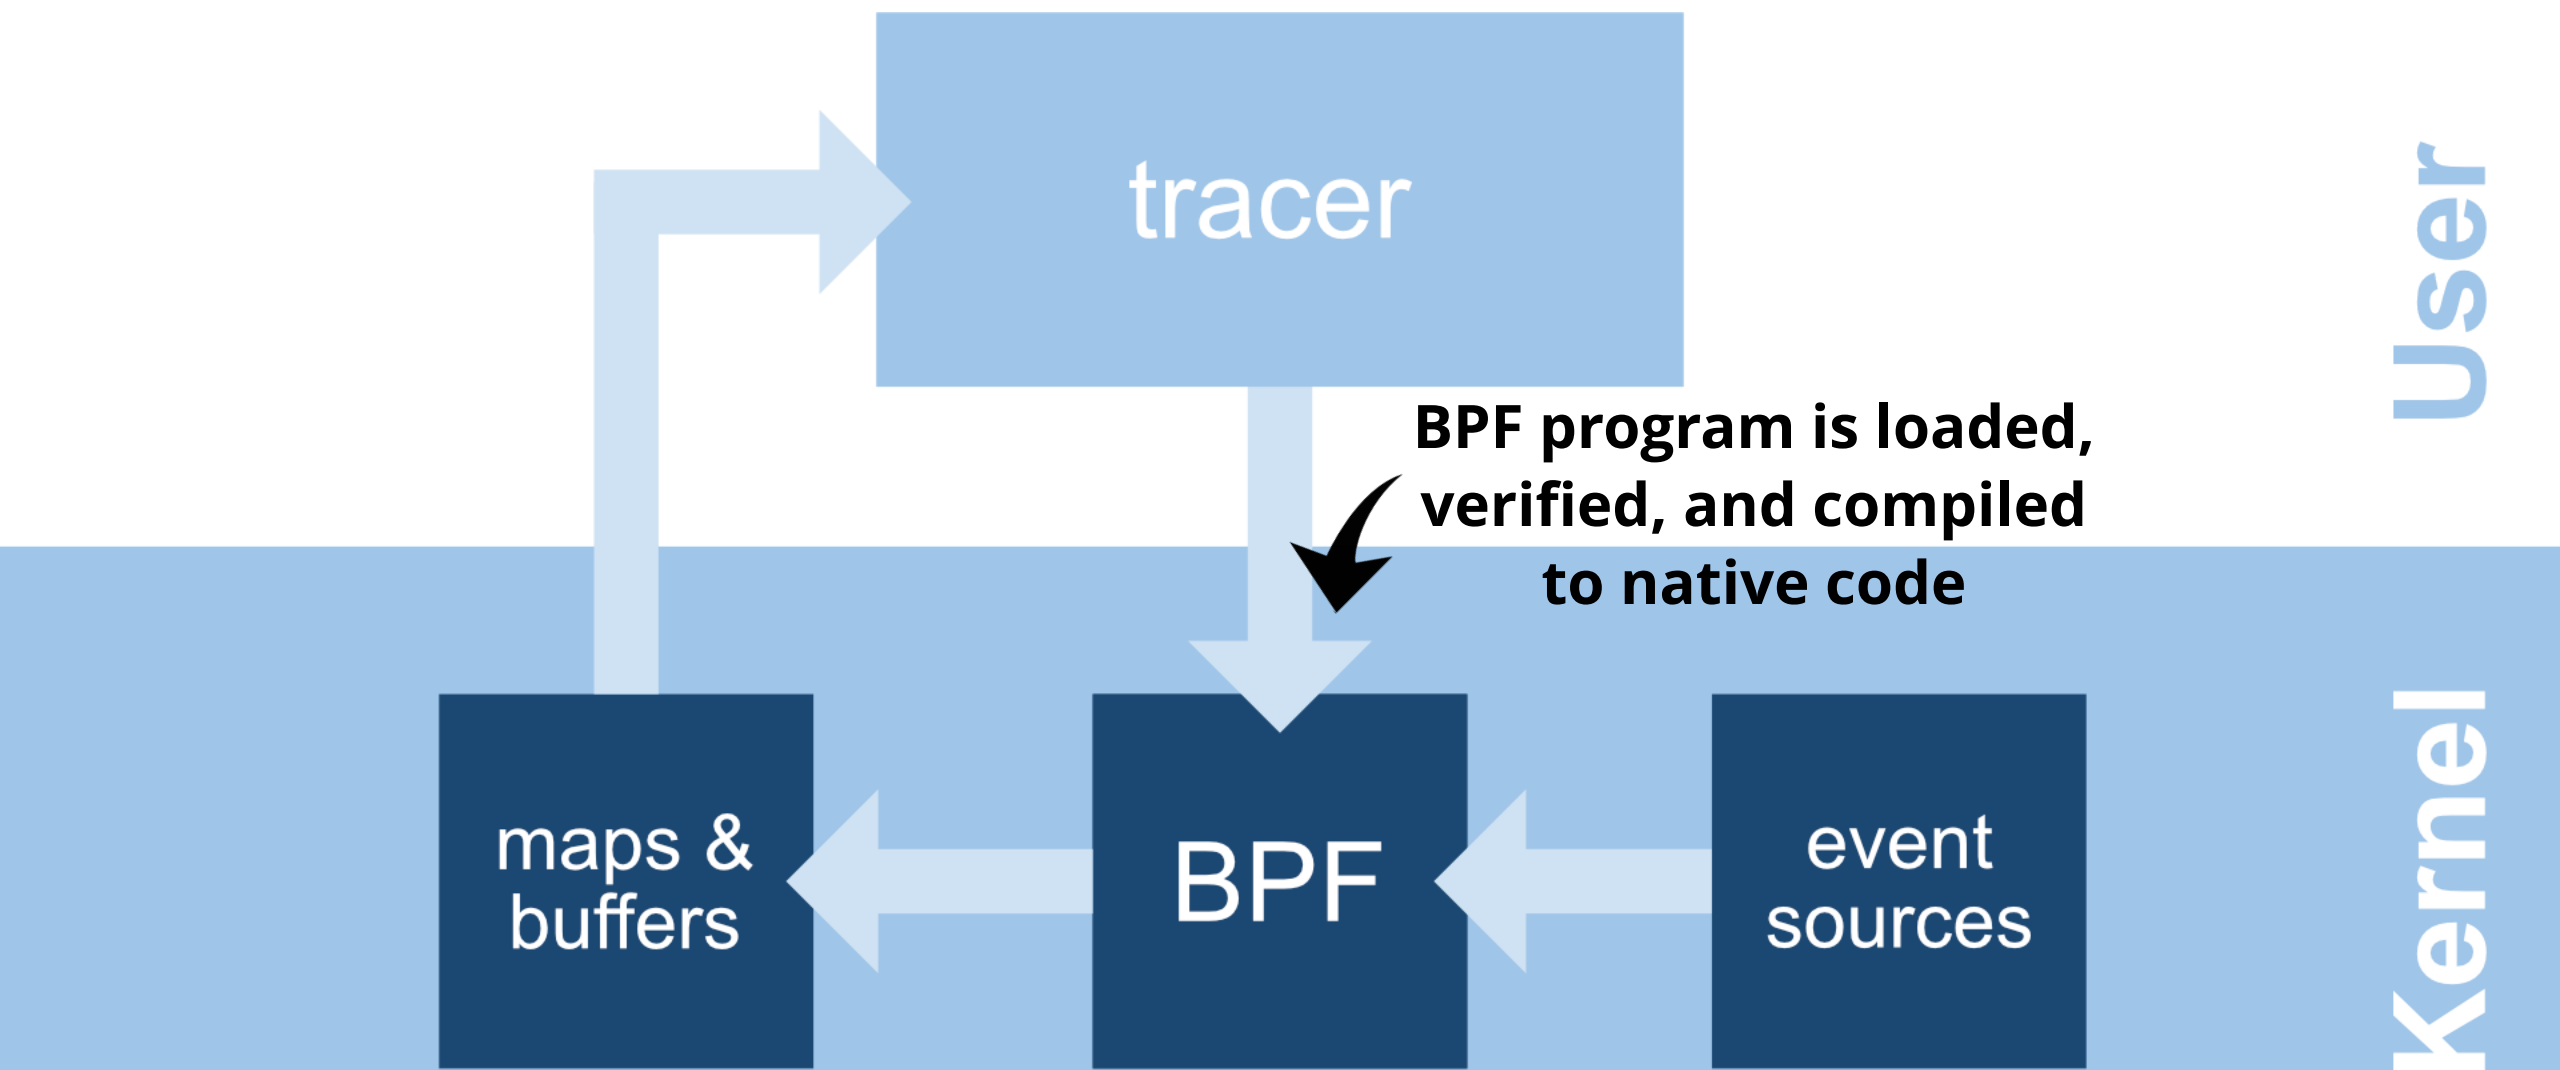 tracer
User
BPF program is loaded,
verified, and compiled
to native code
maps &
buffers
BPF
event
sources
Kernel